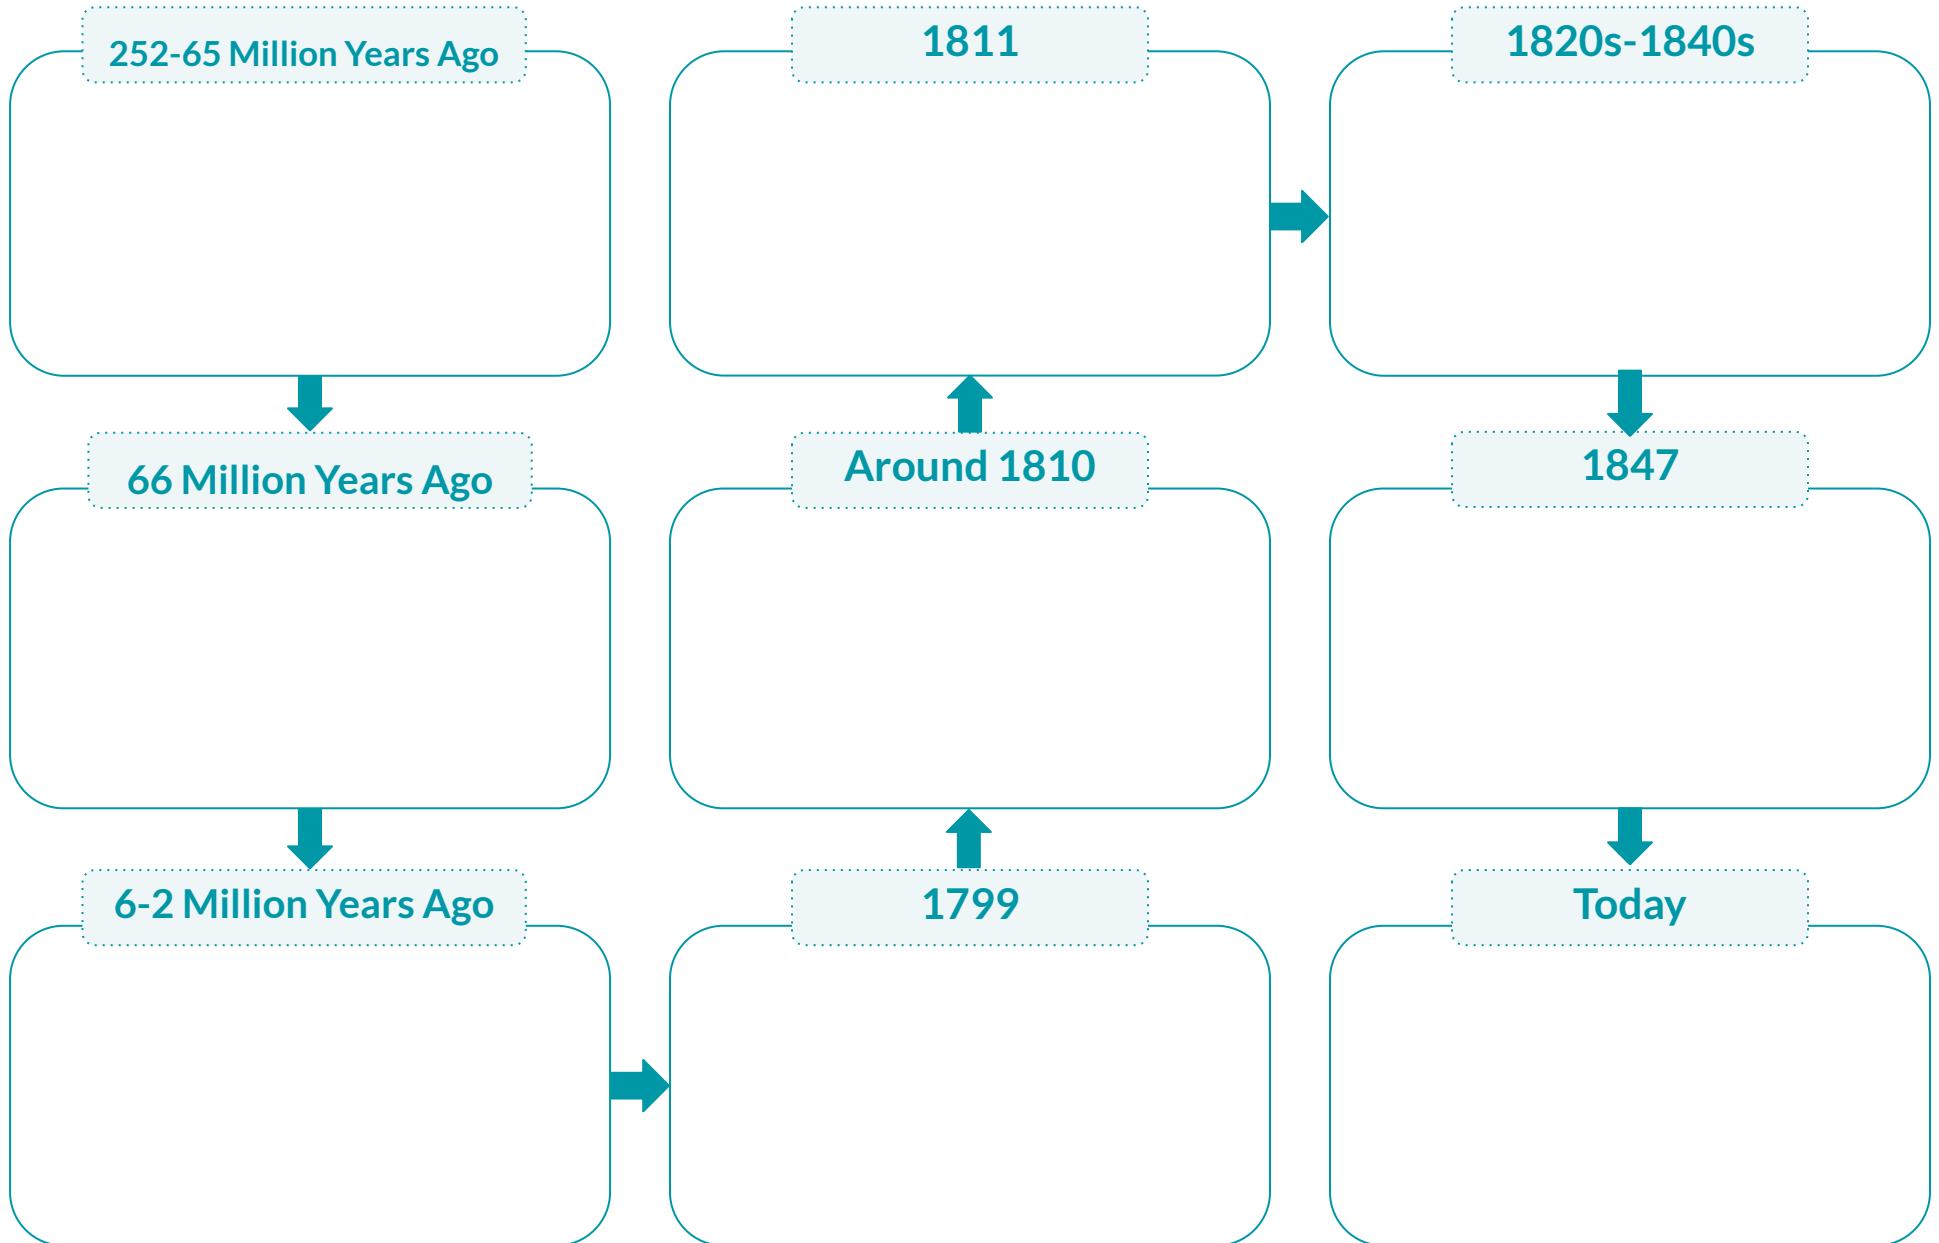 252-65 Million Years Ago
66 Million Years Ago
6-2 Million Years Ago
1799
Around 1810
1811
1820s-1840s
1847
Today